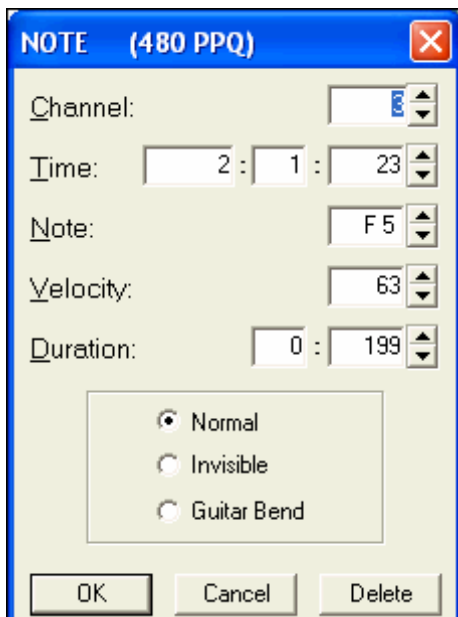 NOTE (480 PPQ)
Channel: 3
Time: 2 : 1 : 23
Note: F 5
Velocity: 63
Duration: 0 : 199
Normal
Invisible
Guitar Bend
OK Cancel Delete